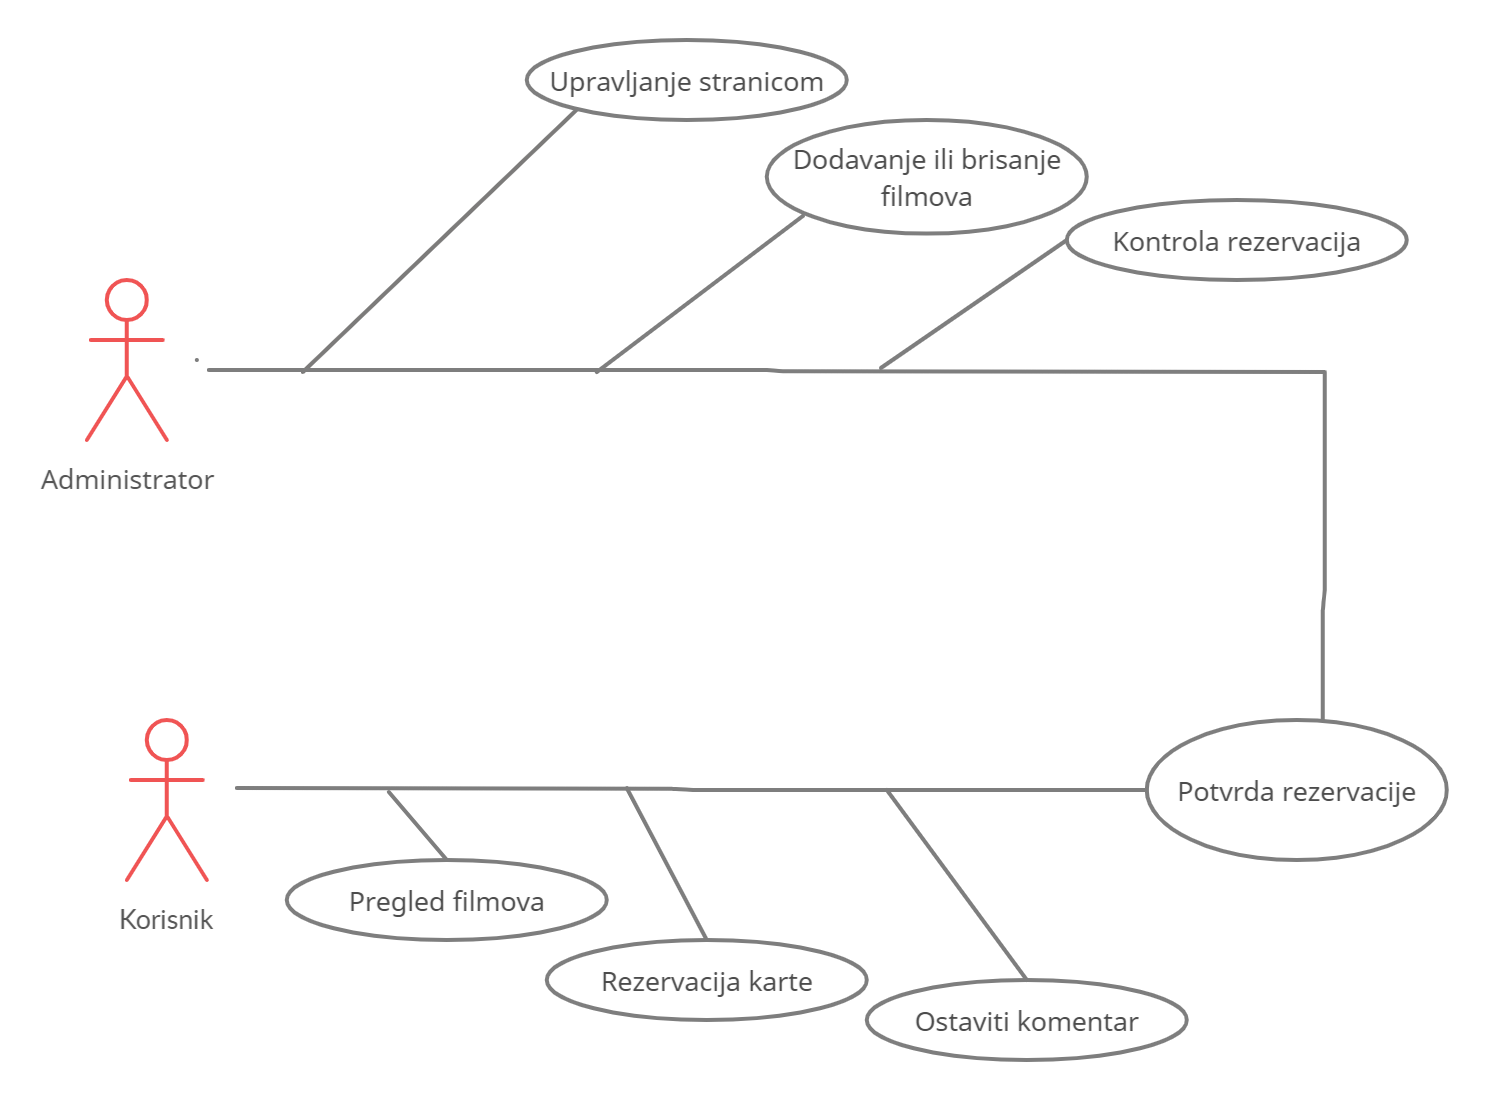 Upravljanje stranicom
Dodavanje ili brisanje
filmova
Kontrola rezervacija
Administrator
Potvrda rezervacije
Korisnik
Pregled filmova
Rezervacija karte
Ostaviti komentar